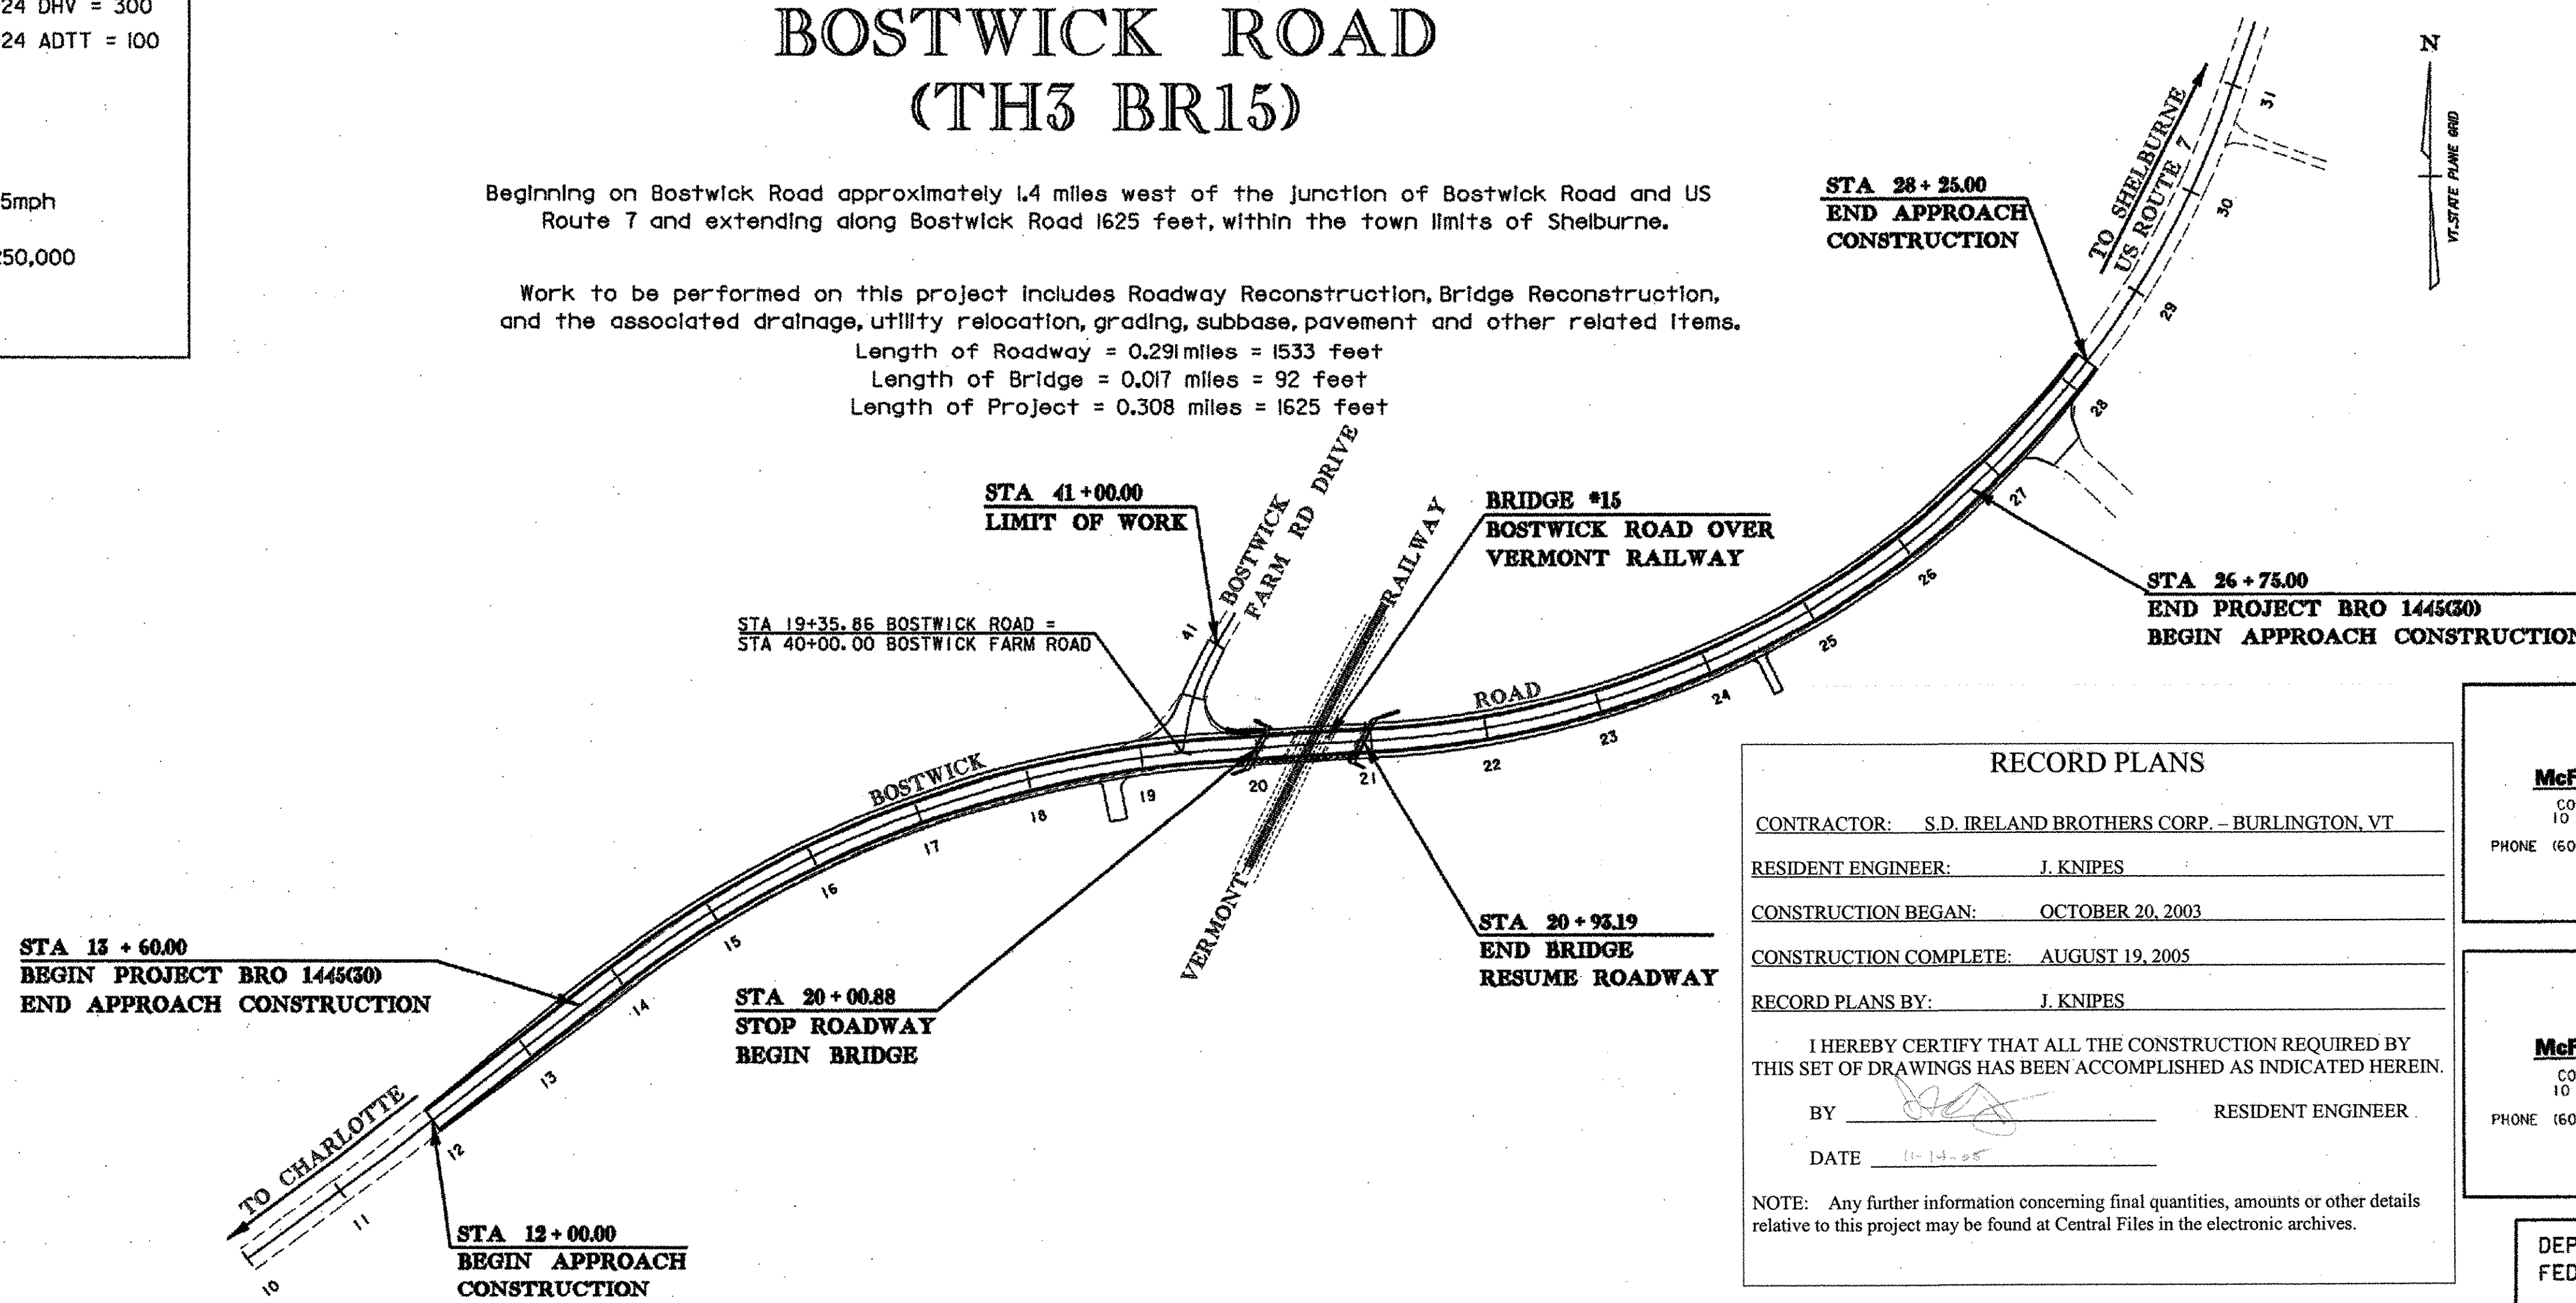 24 DHV = 300
24 ADTT = 100
5mph
50,000
BOSTWICK ROAD
(TH3 BR15)
Beginning on Bostwick Road approximately 1.4 miles west of the junction of Bostwick Road and US
Route 7 and extending along Bostwick Road 1625 feet, within the town limits of Shelburne.
Work to be performed on this project includes Roadway Reconstruction, Bridge Reconstruction,
and the associated drainage, utility relocation, grading, subbase, pavement and other related items.
Length of Roadway = 0.291 miles = 1533 feet
Length of Bridge = 0.017 miles = 92 feet
Length of Project = 0.308 miles = 1625 feet
N
VT. STATE PLANE GRID
TO SHELBURNE
US ROUTE 7
STA 28+25.00
END APPROACH
CONSTRUCTION
31
30
29
28
27
26
25
24
23
22
21
20
19
18
17
16
15
14
13
12
11
10
STA 41+00.00
LIMIT OF WORK
BOSTWICK
FARM RD DRIVE
41
RAILWAY
BRIDGE #15
BOSTWICK ROAD OVER
VERMONT RAILWAY
STA 26+75.00
END PROJECT BRO 1445(30)
BEGIN APPROACH CONSTRUCTION
STA 19+35.86 BOSTWICK ROAD =
STA 40+00.00 BOSTWICK FARM ROAD
BOSTWICK
ROAD
VERMONT
STA 20+93.19
END BRIDGE
RESUME ROADWAY
STA 20+00.88
STOP ROADWAY
BEGIN BRIDGE
STA 13 + 60.00
BEGIN PROJECT BRO 1445(30)
END APPROACH CONSTRUCTION
TO CHARLOTTE
STA 12+00.00
BEGIN APPROACH
CONSTRUCTION
RECORD PLANS
CONTRACTOR: S.D. IRELAND BROTHERS CORP. – BURLINGTON, VT
RESIDENT ENGINEER: J. KNIPES
CONSTRUCTION BEGAN: OCTOBER 20, 2003
CONSTRUCTION COMPLETE: AUGUST 19, 2005
RECORD PLANS BY: J. KNIPES
I HEREBY CERTIFY THAT ALL THE CONSTRUCTION REQUIRED BY
THIS SET OF DRAWINGS HAS BEEN ACCOMPLISHED AS INDICATED HEREIN.
BY RESIDENT ENGINEER
DATE 11-14-05
NOTE: Any further information concerning final quantities, amounts or other details
relative to this project may be found at Central Files in the electronic archives.
McF
CO
10
PHONE (60
McF
CO
10
PHONE (60
DEP
FED